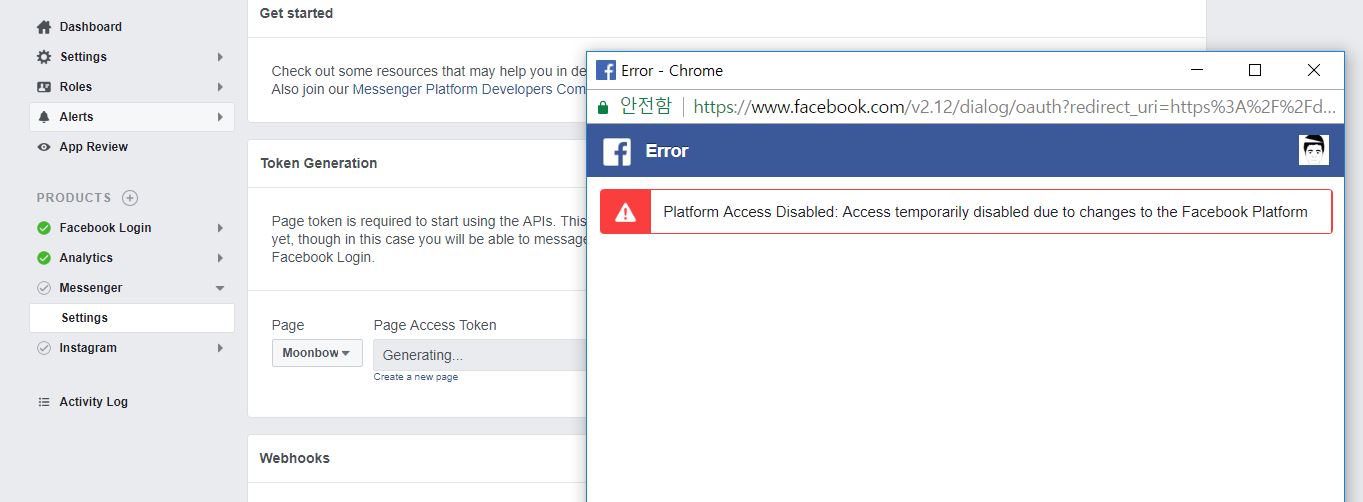 Dashboard
Settings
Roles
Alerts
App Review
PRODUCTS
Facebook Login
Analytics
Messenger
Settings
Instagram
Activity Log
Get started
Check out some resources that may help you in de
Also join our Messenger Platform Developers Com
Token Generation
Page token is required to start using the APIs. This
yet, though in this case you will be able to message
Facebook Login.
Page
Page Access Token
Moonbow
Generating...
Create a new page
Webhooks
Error - Chrome
안전함 https://www.facebook.com/v2.12/dialog/oauth?redirect_uri=https%3A%2F%2Fd...
Error
Platform Access Disabled: Access temporarily disabled due to changes to the Facebook Platform